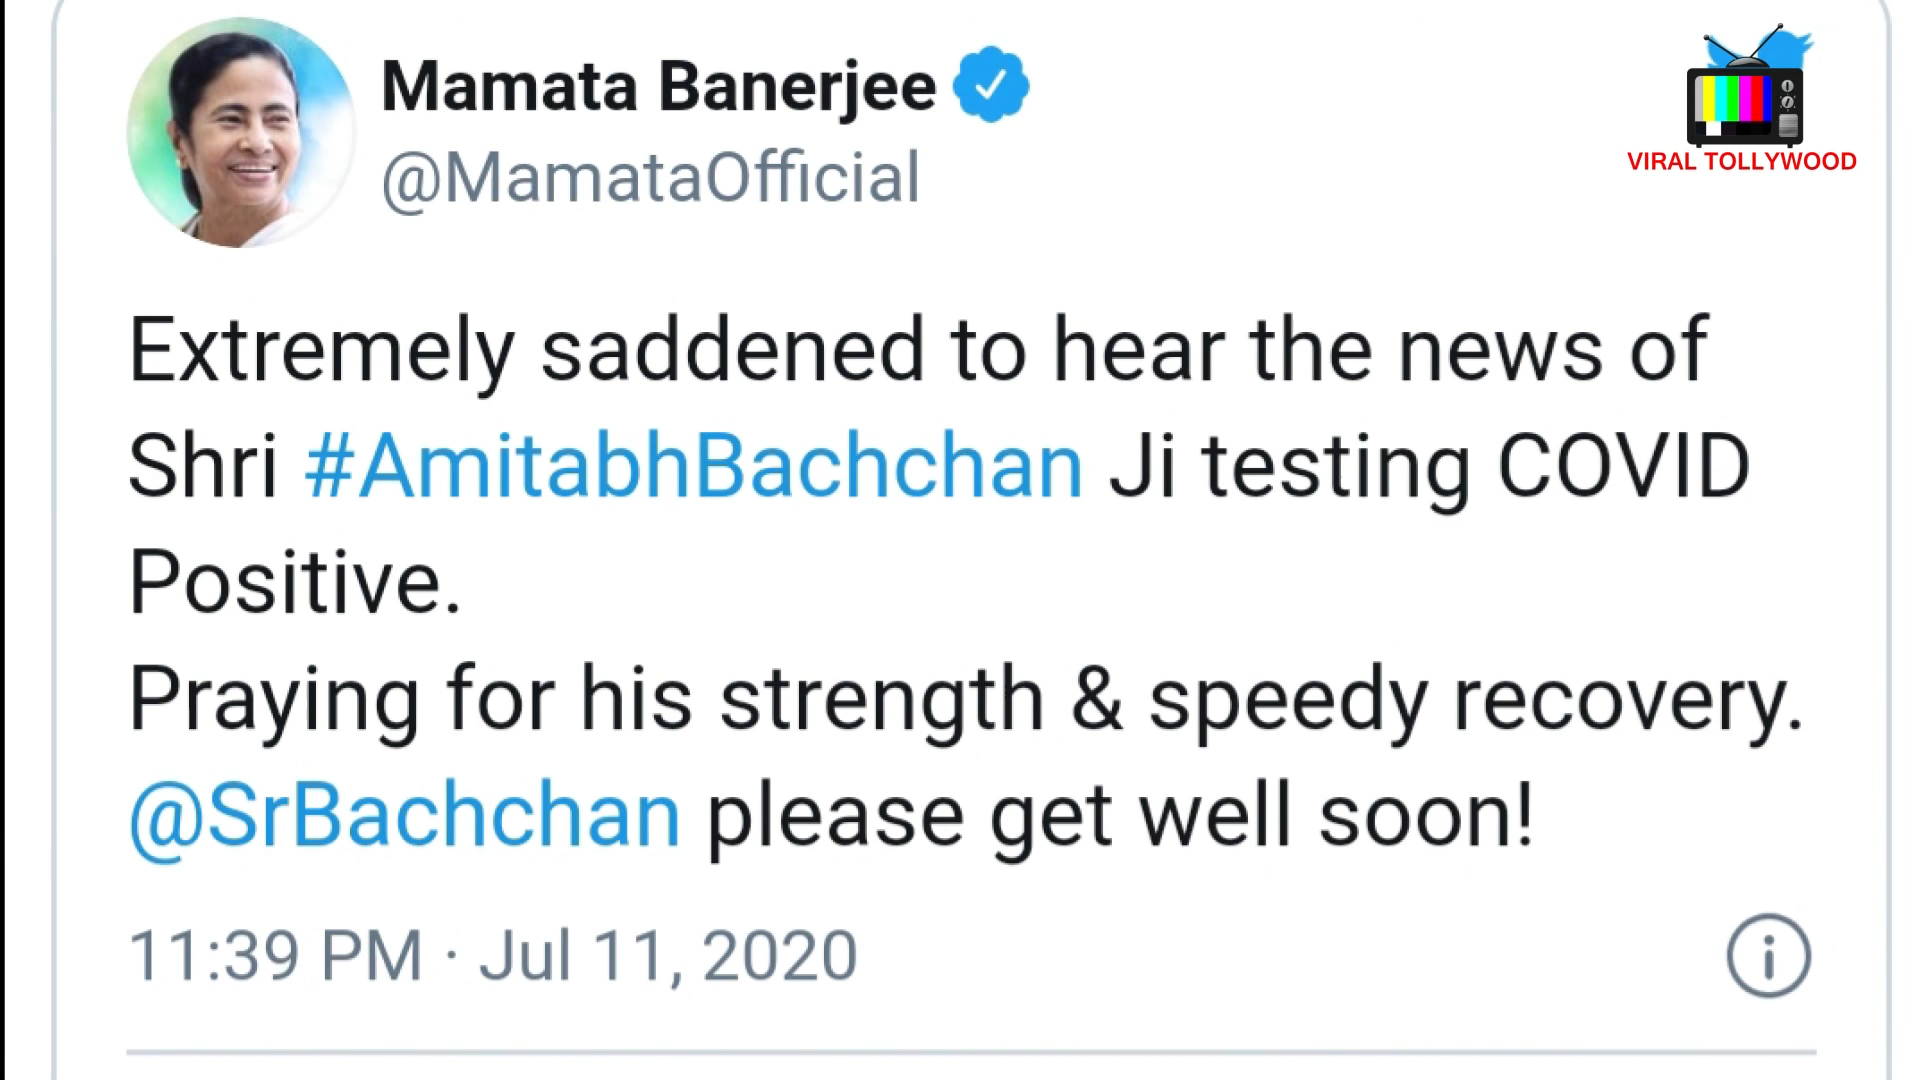 Mamata Banerjee
@MamataOfficial
VIRAL TOLLYWOOD
Extremely saddened to hear the news of
Shri #AmitabhBachchan Ji testing COVID
Positive.
Praying for his strength & speedy recovery.
@SrBachchan please get well soon!
11:39 PM · Jul 11, 2020